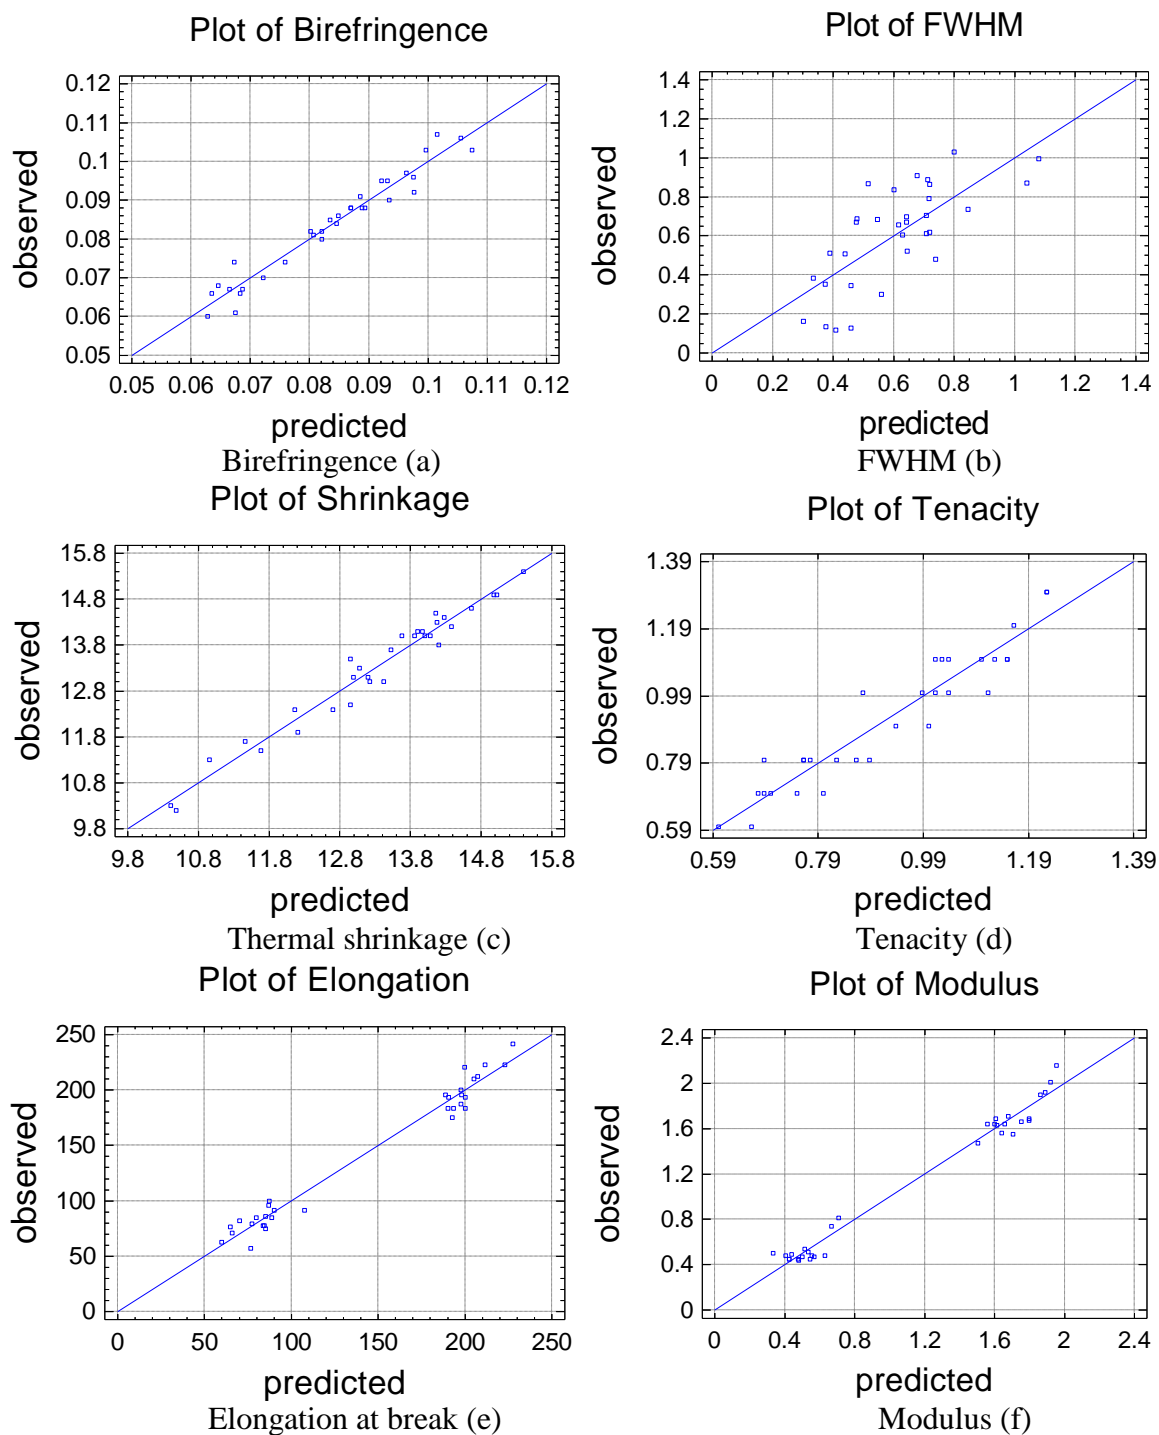 Plot of Birefringence
0.12
0.11
0.1
0.09
0.08
0.07
0.06
0.05
observed
0.05 0.06 0.07 0.08 0.09 0.1 0.11 0.12
predicted
Birefringence (a)
Plot of FWHM
1.4
1.2
1
0.8
0.6
0.4
0.2
0
observed
0 0.2 0.4 0.6 0.8 1 1.2 1.4
predicted
FWHM (b)
Plot of Shrinkage
15.8
14.8
13.8
12.8
11.8
10.8
9.8
observed
9.8 10.8 11.8 12.8 13.8 14.8 15.8
predicted
Thermal shrinkage (c)
Plot of Tenacity
1.39
1.19
0.99
0.79
0.59
observed
0.59 0.79 0.99 1.19 1.39
predicted
Tenacity (d)
Plot of Elongation
250
200
150
100
50
0
observed
0 50 100 150 200 250
predicted
Elongation at break (e)
Plot of Modulus
2.4
2
1.6
1.2
0.8
0.4
0
observed
0 0.4 0.8 1.2 1.6 2 2.4
predicted
Modulus (f)